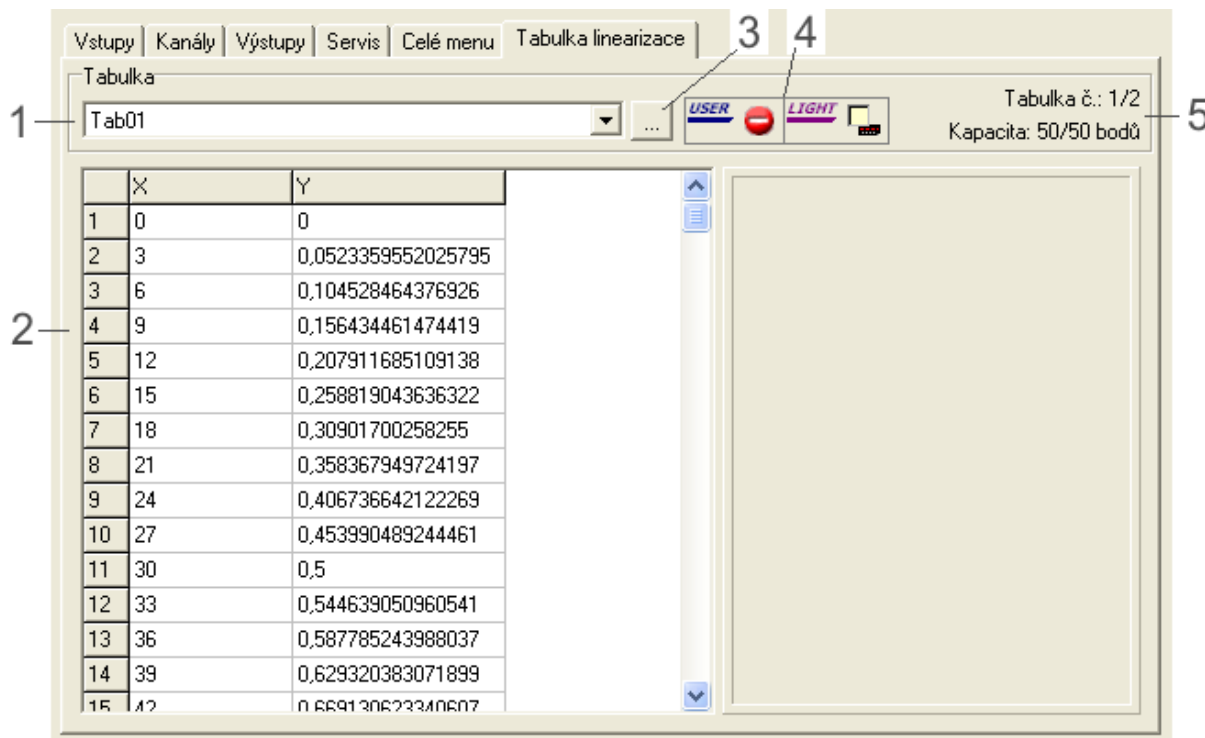 Vstupy Kanály Výstupy Servis Celé menu Tabulka linearizace 3 4
Tabulka
1 Tab01 ... USER LIGHT Tabulka č.: 1/2 5
Kapacita: 50/50 bodů
X Y
1 0 0
2 3 0,0523359552025795
3 6 0,104528464376926
2
4 9 0,156434461474419
5 12 0,207911685109138
6 15 0,258819043636322
7 18 0,30901700258255
8 21 0,358367949724197
9 24 0,406736642122269
10 27 0,453990489244461
11 30 0,5
12 33 0,544639050960541
13 36 0,587785243988037
14 39 0,629320383071899
15 42 0,669130623340607